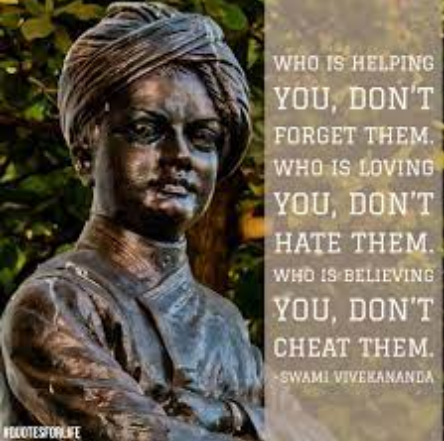 WHO IS HELPING
YOU, DON'T
FORGET THEM.
WHO IS LOVING
YOU, DON'T
HATE THEM.
WHO IS BELIEVING
YOU, DON'T
CHEAT THEM.
-SWAMI VIVEKANANDA
#QUOTESFORLIFE